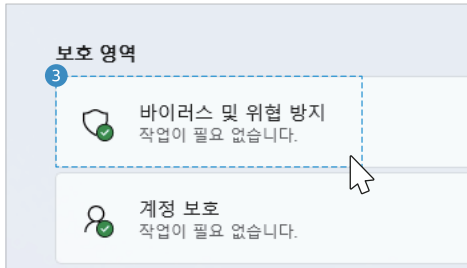 보호 영역
3
바이러스 및 위협 방지
작업이 필요 없습니다.
계정 보호
작업이 필요 없습니다.